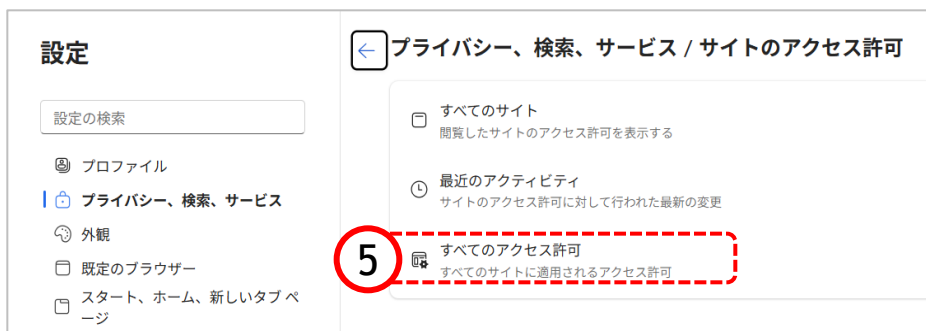 設定
設定の検索
プロファイル
プライバシー、検索、サービス
外観
既定のブラウザー
スタート、ホーム、新しいタブ ペ
ージ
プライバシー、検索、サービス / サイトのアクセス許可
すべてのサイト
閲覧したサイトのアクセス許可を表示する
最近のアクティビティ
サイトのアクセス許可に対して行われた最新の変更
5
すべてのアクセス許可
すべてのサイトに適用されるアクセス許可